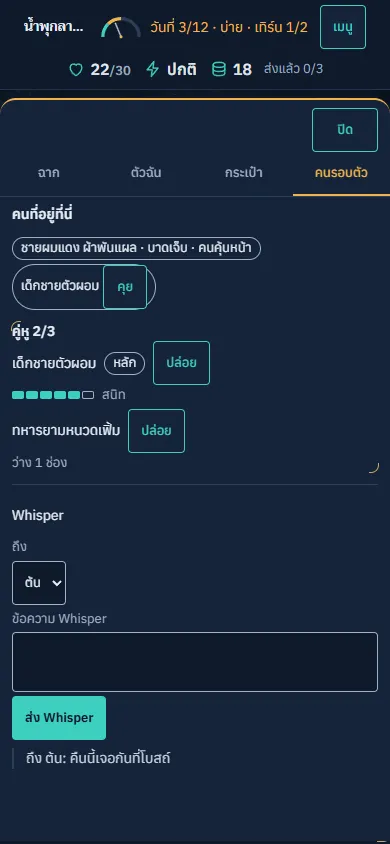 น้ำพุกลา... วันที่ 3/12 · บ่าย · เทิร์น 1/2 เมนู
22/30 ปกติ 18 ส่งแล้ว 0/3
ปิด
ฉาก ตัวฉัน กระเป๋า คนรอบตัว
คนที่อยู่ที่นี่
ชายผมแดง ผ้าพันแผล · บาดเจ็บ · คนคุ้นหน้า
เด็กชายตัวผอม คุย
คู่หู 2/3
เด็กชายตัวผอม หลัก ปล่อย
สนิท
ทหารยามหนวดเฟิ้ม ปล่อย
ว่าง 1 ช่อง
Whisper
ถึง
ต้น
ข้อความ Whisper
ส่ง Whisper
ถึง ต้น: คืนนี้เจอกันที่โบสถ์